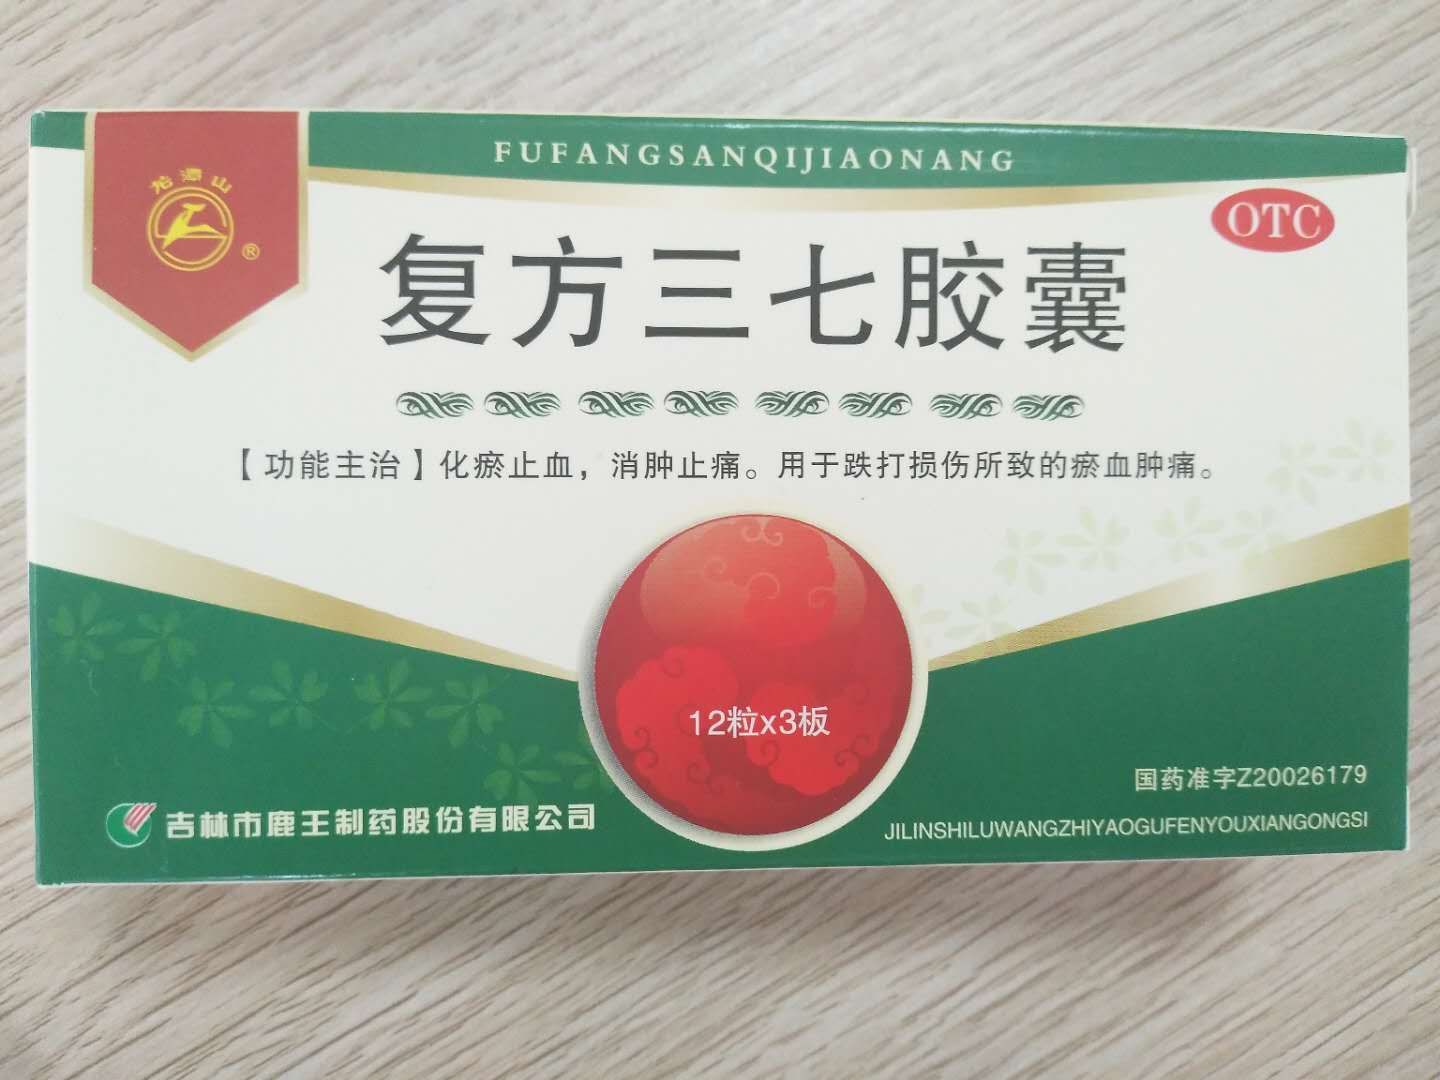 FUFANGSANQIJIAONANG
龙潭山
®
OTC
复方三七胶囊
【功能主治】化瘀止血，消肿止痛。用于跌打损伤所致的瘀血肿痛。
12粒x3板
国药准字Z20026179
吉林市鹿王制药股份有限公司
JILINSHILUWANGZHIYAOGUFENYOUXIANGONGSI